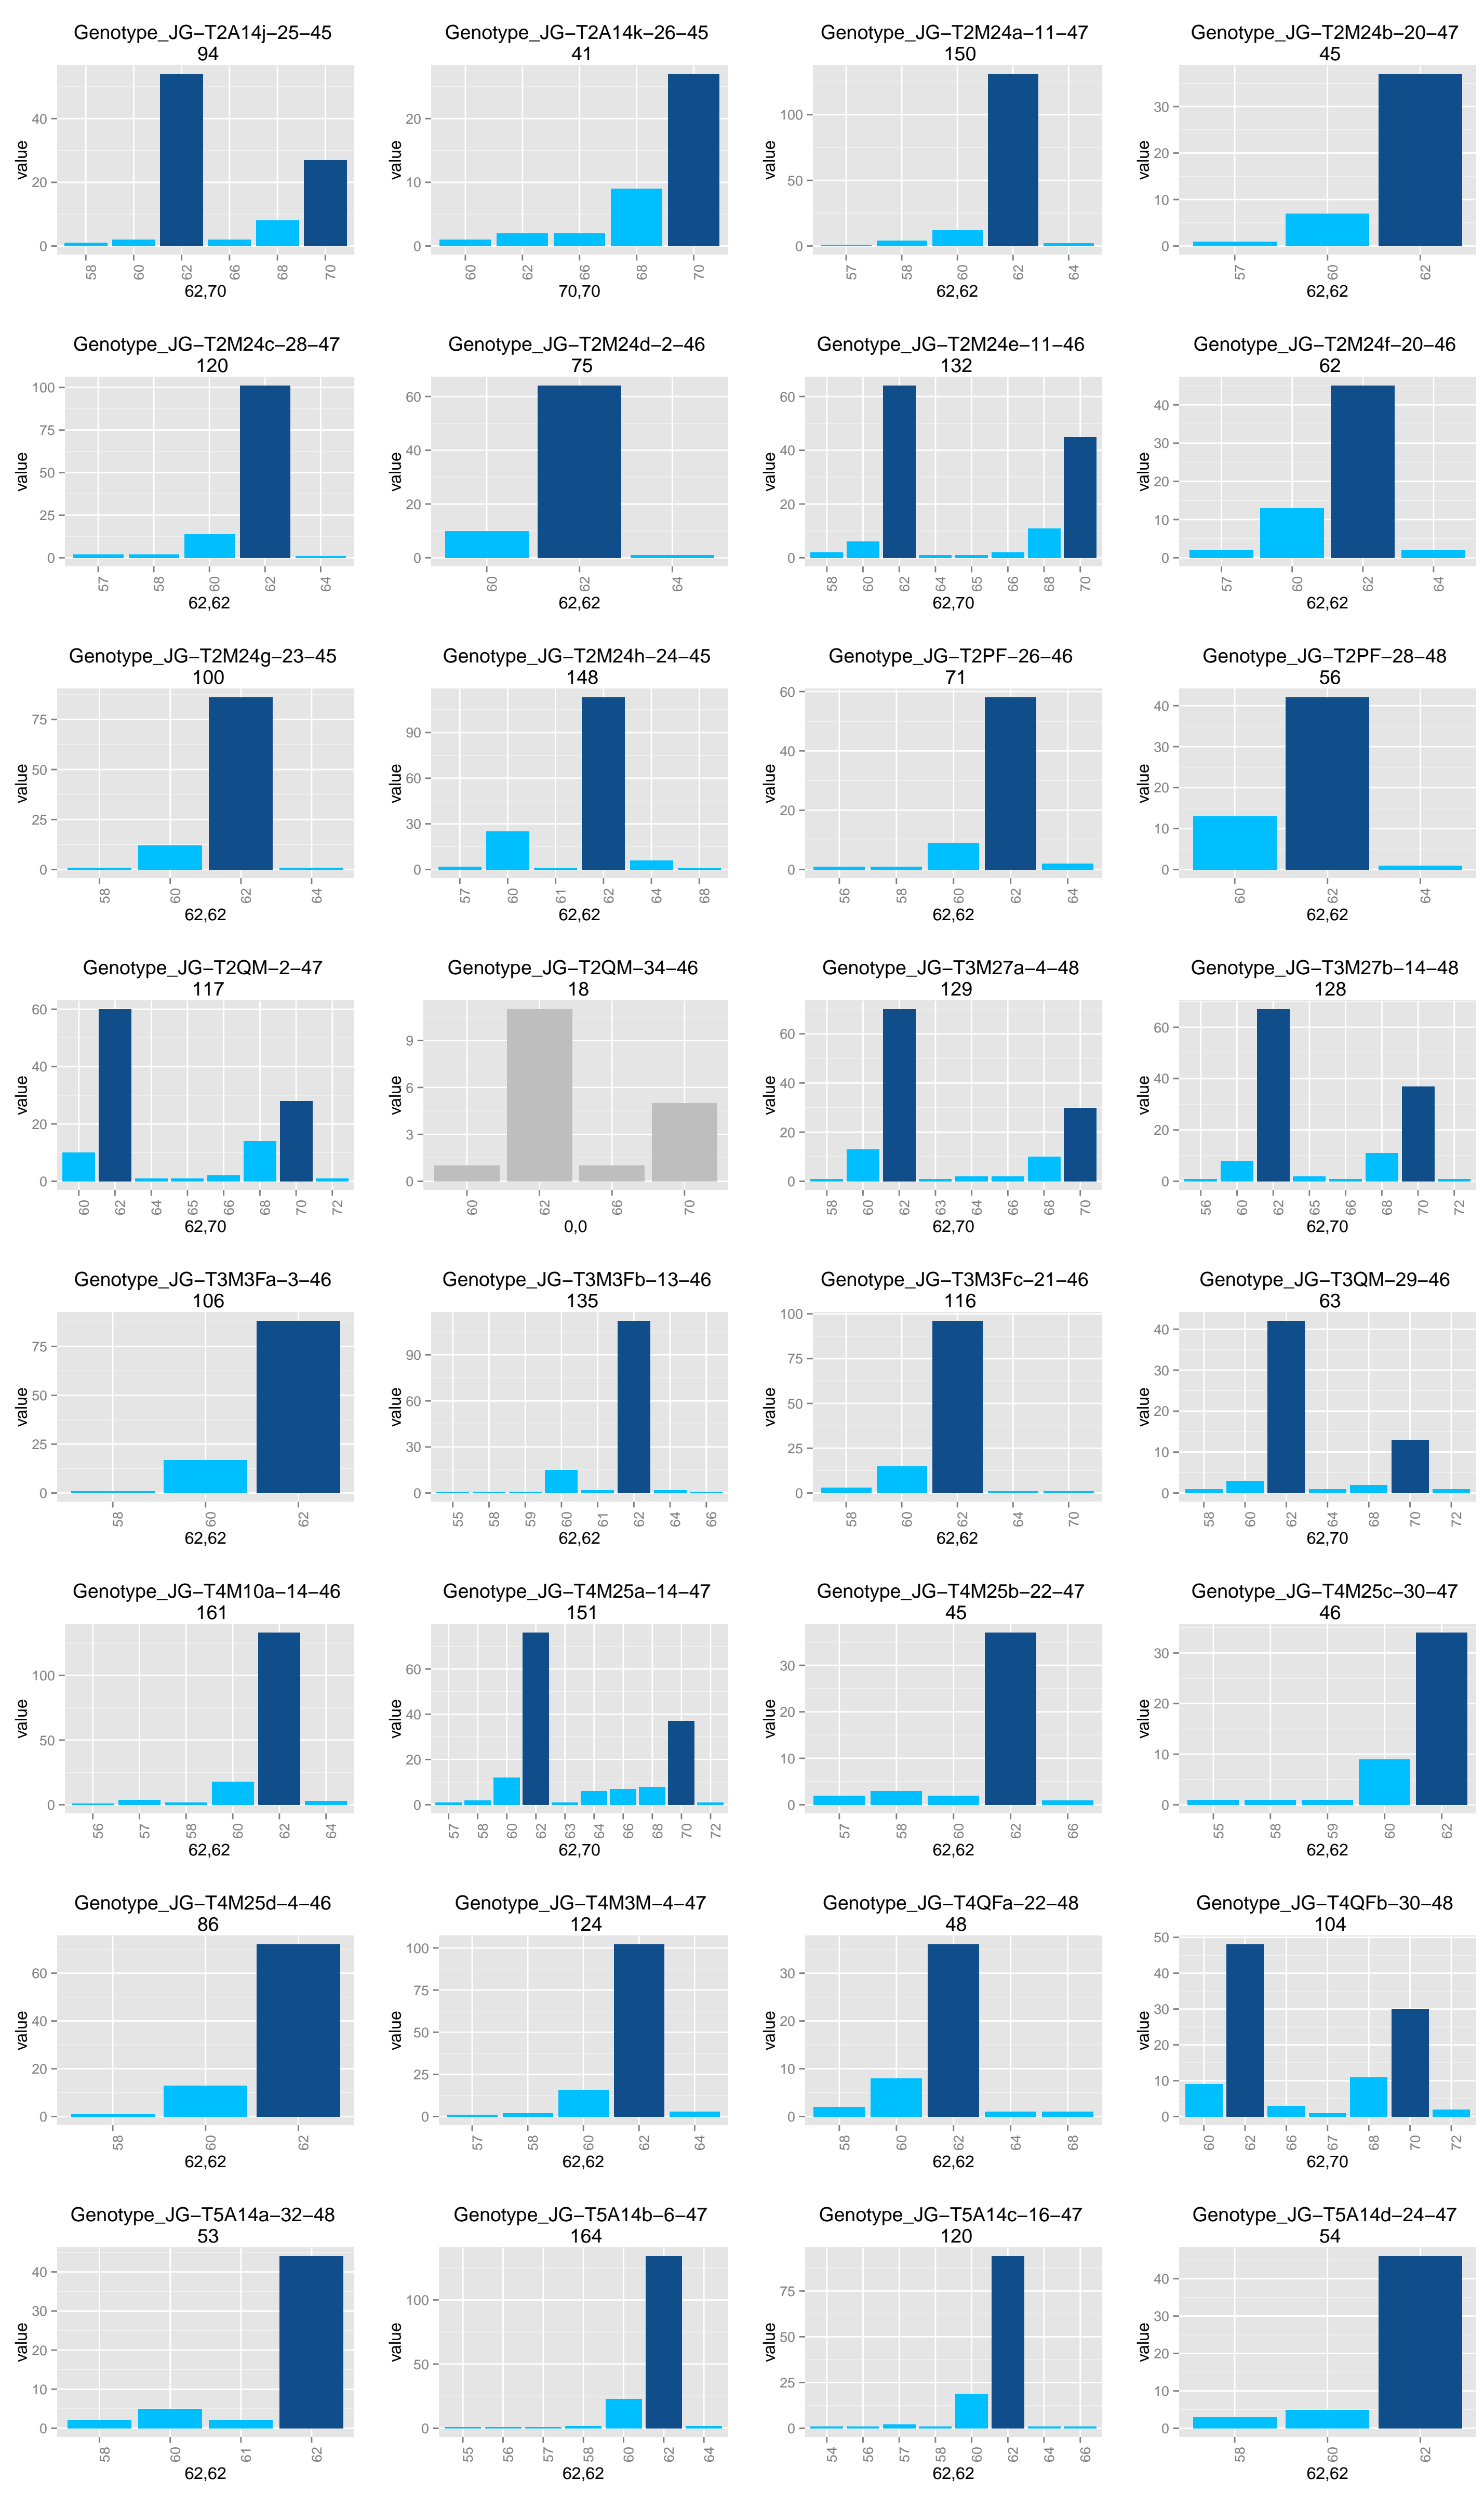 Genotype_JG−T2A14j−25−45 Genotype_JG−T2A14k−26−45 Genotype_JG−T2M24a−11−47 Genotype_JG−T2M24b−20−47
94 41 150 45
value value value value
40 20 0
20 10 0
100 50 0
30 20 10 0
58 60 62 66 68 70
60 62 66 68 70
57 58 60 62 64
57 60 62
62,70 70,70 62,62 62,62
Genotype_JG−T2M24c−28−47 Genotype_JG−T2M24d−2−46 Genotype_JG−T2M24e−11−46 Genotype_JG−T2M24f−20−46
120 75 132 62
value value value value
100 75 50 25 0
60 40 20 0
60 40 20 0
40 30 20 10 0
57 58 60 62 64
60 62 64
58 60 62 64 65 66 68 70
57 60 62 64
62,62 62,62 62,70 62,62
Genotype_JG−T2M24g−23−45 Genotype_JG−T2M24h−24−45 Genotype_JG−T2PF−26−46 Genotype_JG−T2PF−28−48
100 148 71 56
value value value value
75 50 25 0
90 60 30 0
60 40 20 0
40 30 20 10 0
58 60 62 64
57 60 61 62 64 68
56 58 60 62 64
60 62 64
62,62 62,62 62,62 62,62
Genotype_JG−T2QM−2−47 Genotype_JG−T2QM−34−46 Genotype_JG−T3M27a−4−48 Genotype_JG−T3M27b−14−48
117 18 129 128
value value value value
60 40 20 0
9 6 3 0
60 40 20 0
60 40 20 0
60 62 64 65 66 68 70 72
60 62 66 70
58 60 62 63 64 66 68 70
56 60 62 65 66 68 70 72
62,70 0,0 62,70 62,70
Genotype_JG−T3M3Fa−3−46 Genotype_JG−T3M3Fb−13−46 Genotype_JG−T3M3Fc−21−46 Genotype_JG−T3QM−29−46
106 135 116 63
value value value value
75 50 25 0
90 60 30 0
100 75 50 25 0
40 30 20 10 0
58 60 62
55 58 59 60 61 62 64 66
58 60 62 64 70
58 60 62 64 68 70 72
62,62 62,62 62,62 62,70
Genotype_JG−T4M10a−14−46 Genotype_JG−T4M25a−14−47 Genotype_JG−T4M25b−22−47 Genotype_JG−T4M25c−30−47
161 151 45 46
value value value value
100 50 0
60 40 20 0
30 20 10 0
30 20 10 0
56 57 58 60 62 64
57 58 60 62 63 64 66 68 70 72
57 58 60 62 66
55 58 59 60 62
62,62 62,70 62,62 62,62
Genotype_JG−T4M25d−4−46 Genotype_JG−T4M3M−4−47 Genotype_JG−T4QFa−22−48 Genotype_JG−T4QFb−30−48
86 124 48 104
value value value value
60 40 20 0
100 75 50 25 0
30 20 10 0
50 40 30 20 10 0
58 60 62
57 58 60 62 64
58 60 62 64 68
60 62 66 67 68 70 72
62,62 62,62 62,62 62,70
Genotype_JG−T5A14a−32−48 Genotype_JG−T5A14b−6−47 Genotype_JG−T5A14c−16−47 Genotype_JG−T5A14d−24−47
53 164 120 54
value value value value
40 30 20 10 0
100 50 0
75 50 25 0
40 30 20 10 0
58 60 61 62
55 56 57 58 60 62 64
54 56 57 58 60 62 64 66
58 60 62
62,62 62,62 62,62 62,62